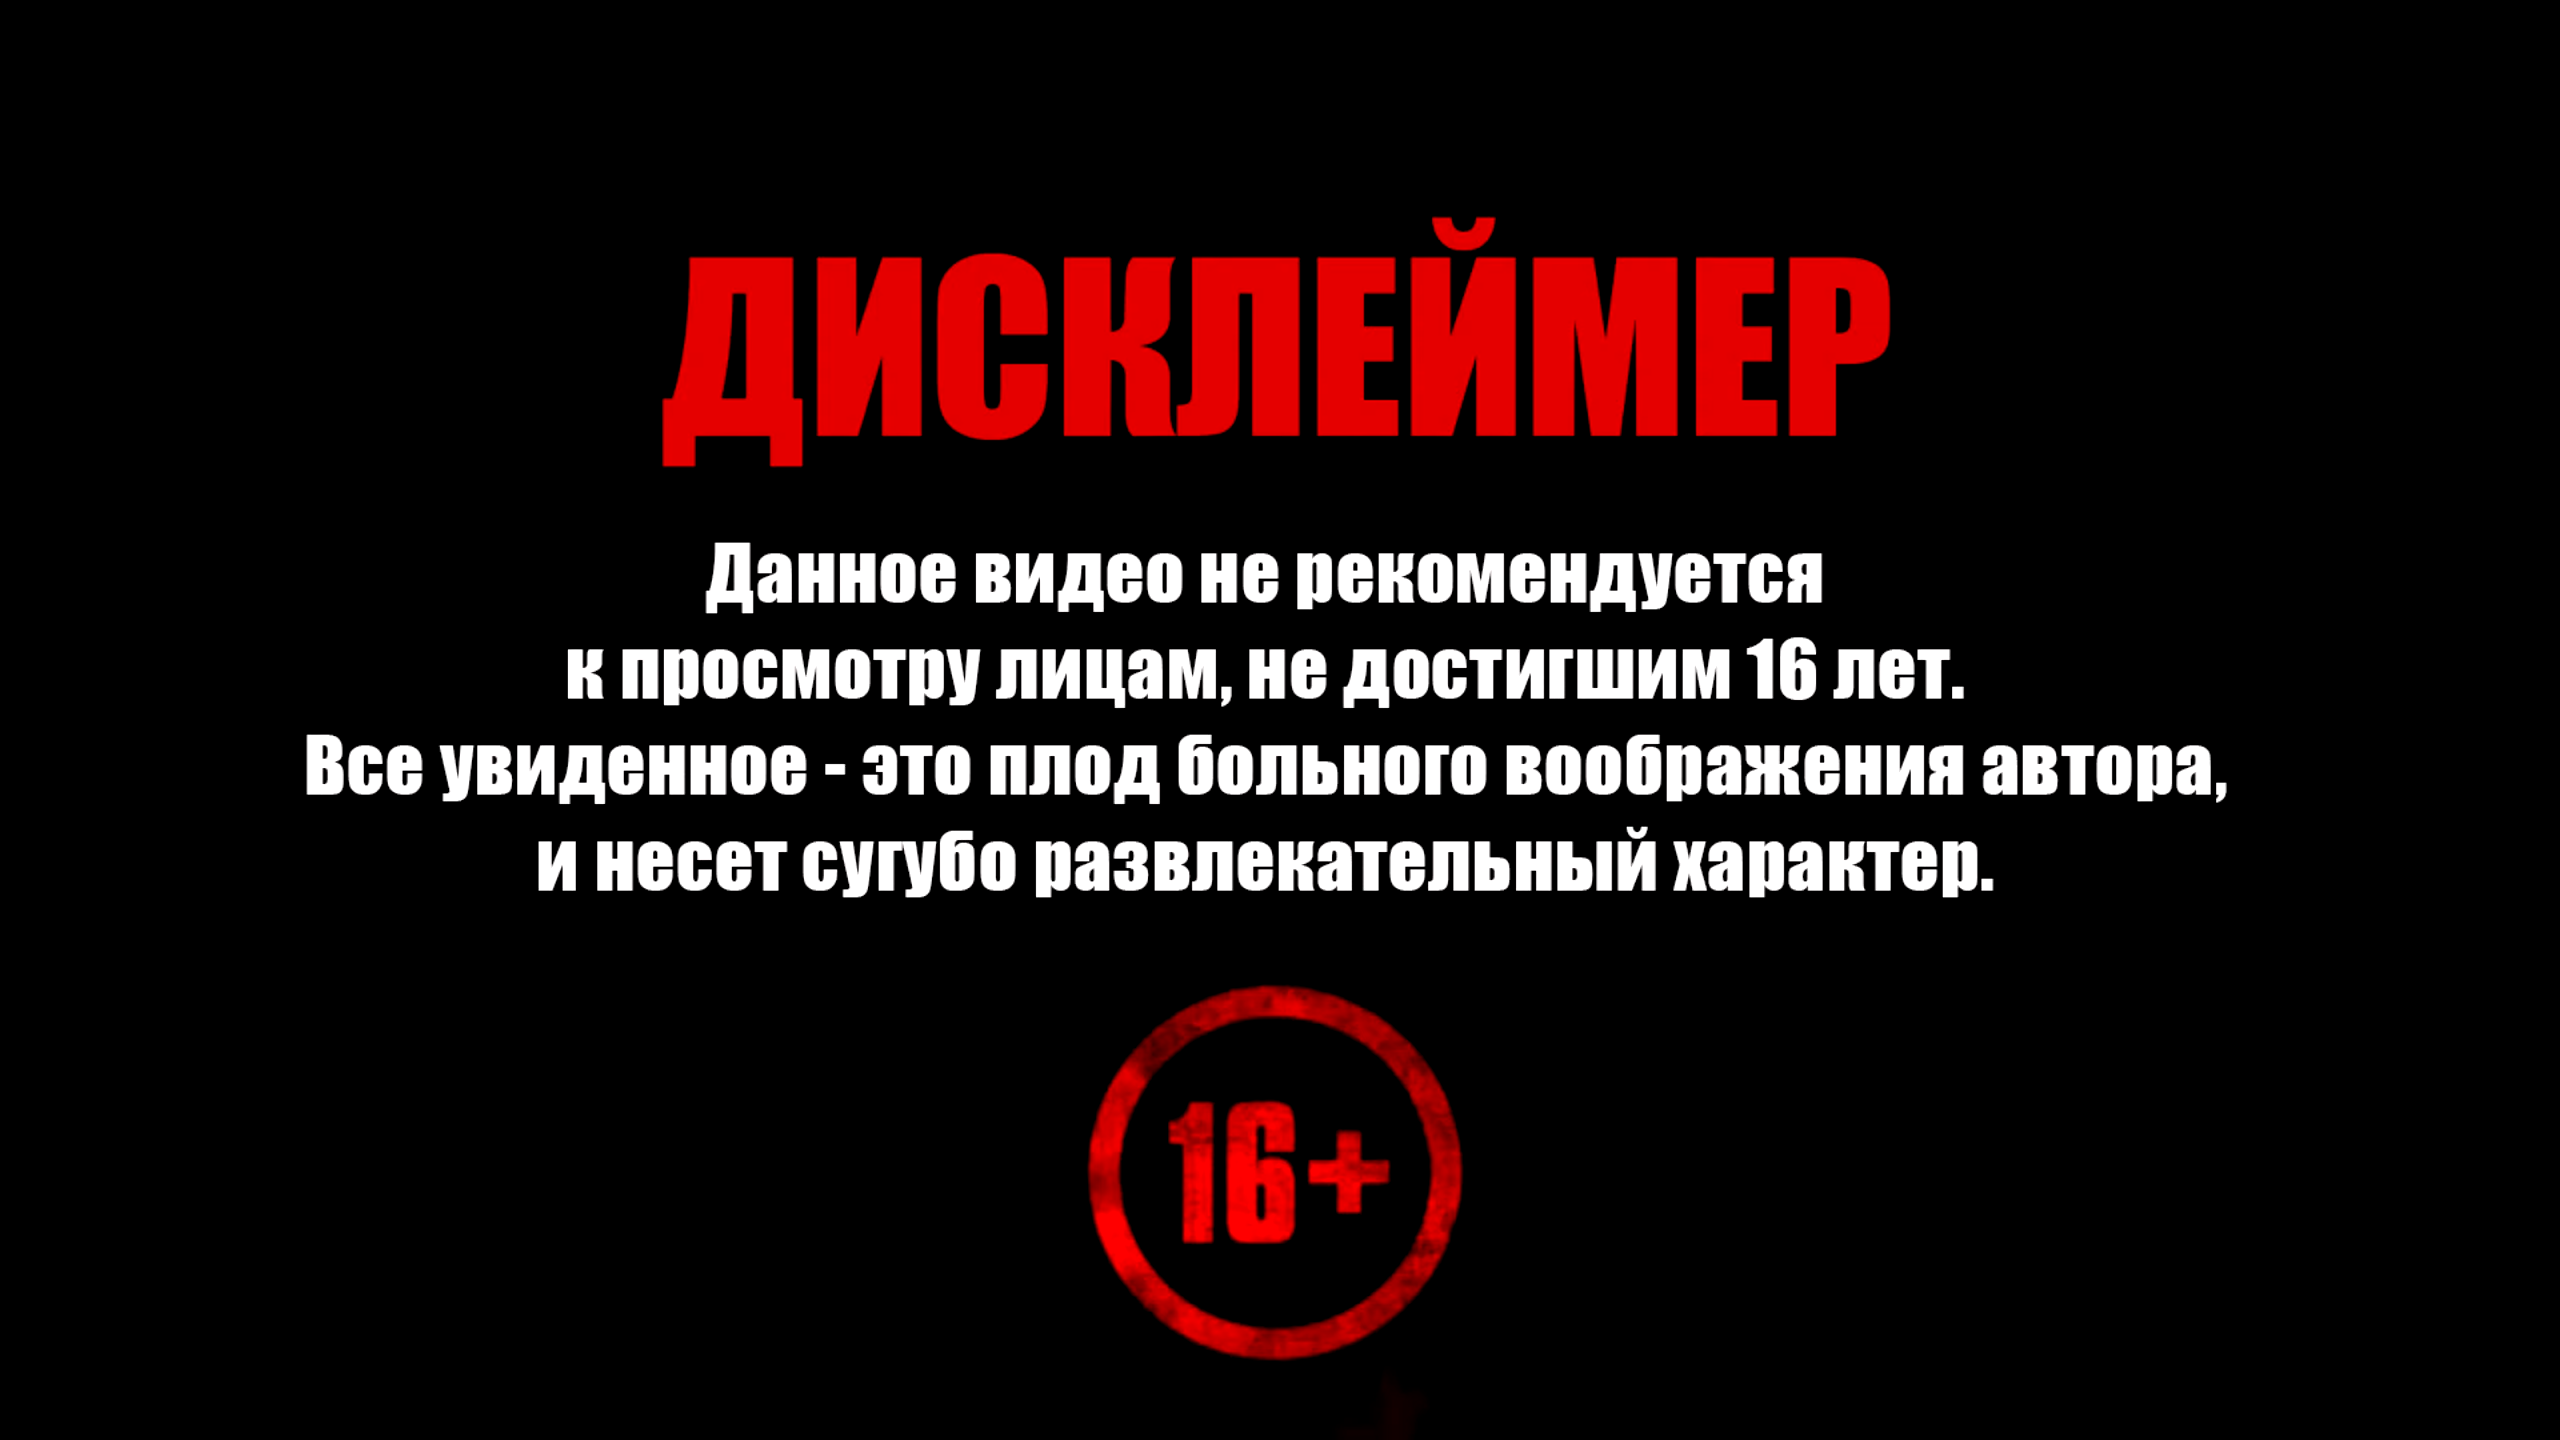 ДИСКЛЕЙМЕР
Данное видео не рекомендуется
к просмотру лицам, не достигшим 16 лет.
Все увиденное - это плод больного воображения автора,
и несет сугубо развлекательный характер.
16+